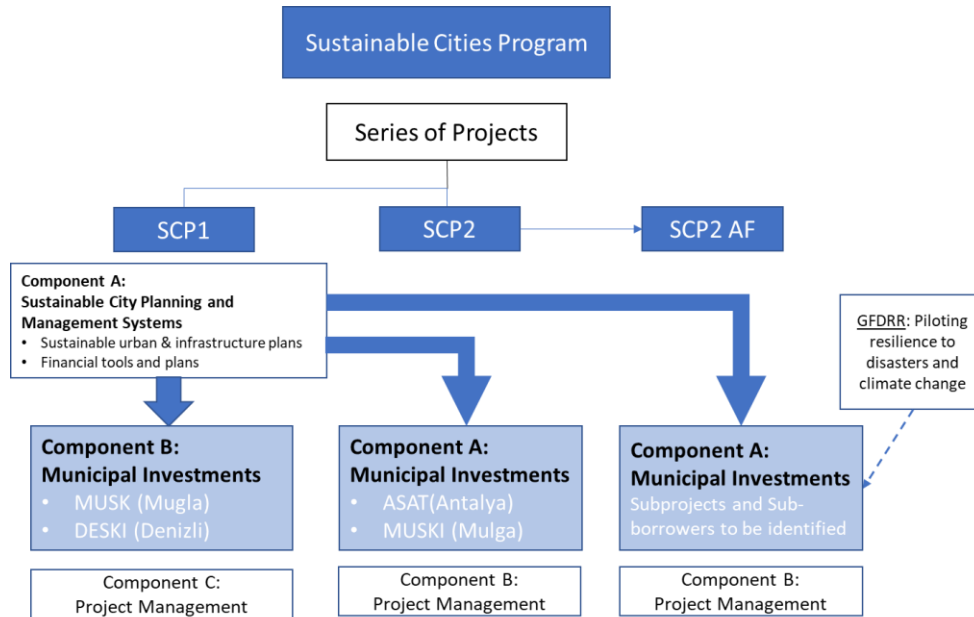 Sustainable Cities Program
Series of Projects
SCP1
SCP2
SCP2 AF
Component A:
Sustainable City Planning and
Management Systems
• Sustainable urban & infrastructure plans
• Financial tools and plans
GFDRR: Piloting
resilience to
disasters and
climate change
Component B:
Municipal Investments
• MUSK (Mugla)
• DESKI (Denizli)
Component A:
Municipal Investments
• ASAT(Antalya)
• MUSKI (Mulga)
Component A:
Municipal Investments
Subprojects and Sub-
borrowers to be identified
Component C:
Project Management
Component B:
Project Management
Component B:
Project Management